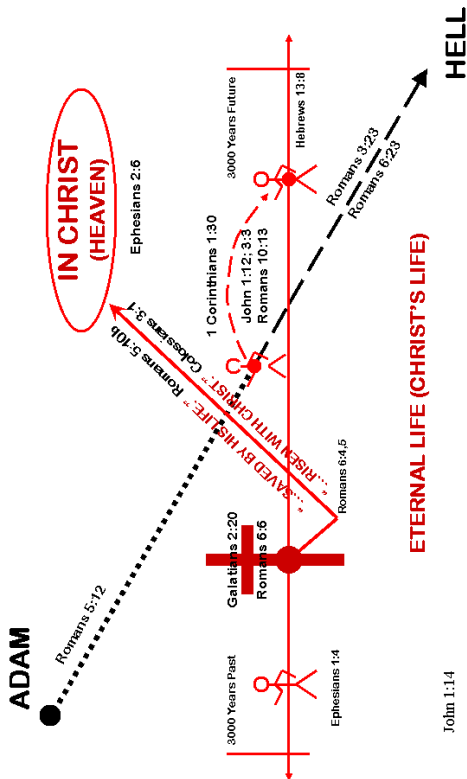 ADAM
Romans 5:12
IN CHRIST
(HEAVEN)
Ephesians 2:6
Colossians 3:1
Romans 5:10b
"...SAVED BY HIS LIFE."
"...RISEN WITH CHRIST".
3000 Years Past
Galatians 2:20
Romans 6:6
Romans 6:4,5
1 Corinthians 1:30
John 1:12; 3:3
Romans 10:13
3000 Years Future
Hebrews 13:8
Ephesians 1:4
Romans 3:23
Romans 6:23
HELL
ETERNAL LIFE (CHRIST'S LIFE)
John 1:14